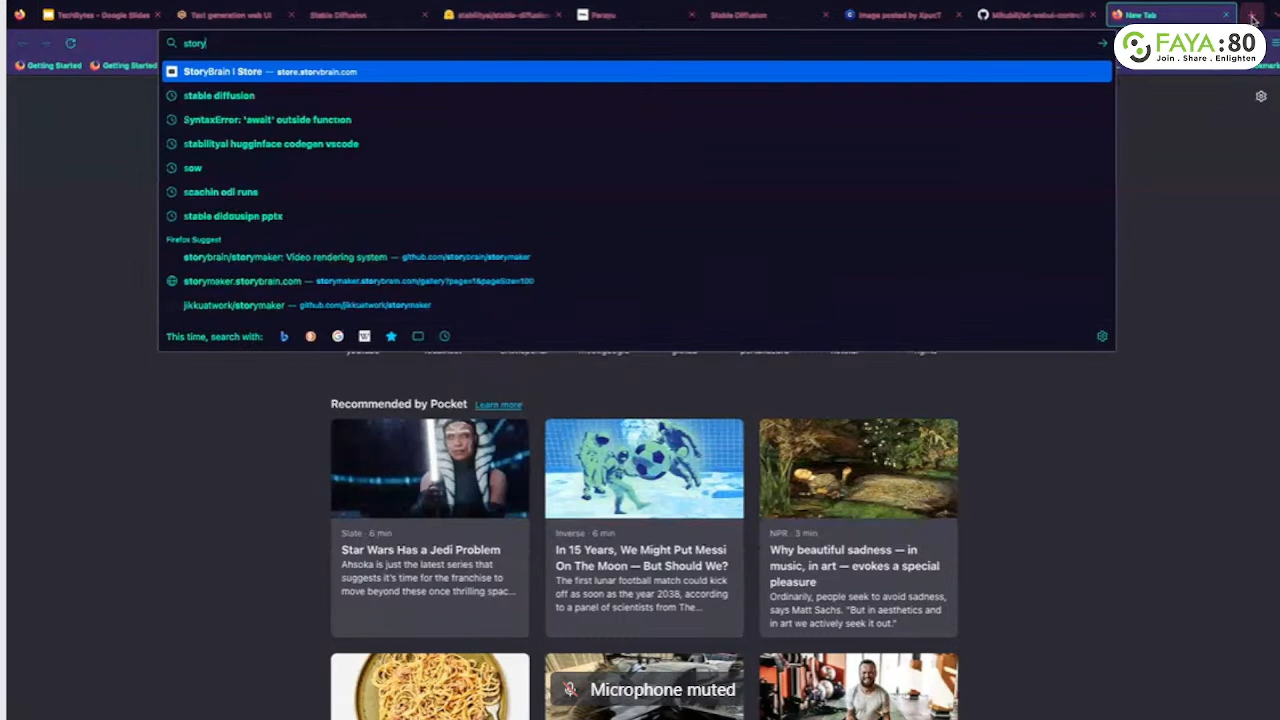 TechBytes - Google Slides
Text generation web UI
Stable Diffusion
stabilityai/stable-diffusion
Stable Diffusion
Image posted by XpucT
Mikubill/sd-webui-control
New Tab
FAYA:80
Join . Share . Enlighten
story
Getting Started
Getting Started
StoryBrain | Store — store.storybrain.com
stable diffusion
SyntaxError: 'await' outside function
stabilityai hugginface codegen vscode
sow
scachin odi runs
stable didousipn pptx
Firefox Suggest
storybrain/storymaker: Video rendering system — github.com/storybrain/storymaker
storymaker.storybrain.com — storymaker.storybrain.com/gallery?page=1&pageSize=100
jikkuatwork/storymaker — github.com/jikkuatwork/storymaker
This time, search with:
Recommended by Pocket Learn more
Slate · 6 min
Star Wars Has a Jedi Problem
Ahsoka is just the latest series that
suggests it's time for the franchise to
move beyond these once thrilling spac...
Inverse · 6 min
In 15 Years, We Might Put Messi
On The Moon — But Should We?
The first lunar football match could kick
off as soon as the year 2038, according
to a panel of scientists from The...
NPR · 3 min
Why beautiful sadness — in
music, in art — evokes a special
pleasure
Ordinarily, people seek to avoid sadness,
says Matt Sachs. "But in aesthetics and
in art we actively seek it out."
Microphone muted